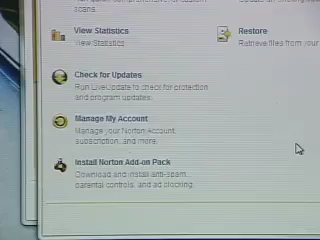 scans.
View Statistics
View Statistics
Restore
Retrieve files from your
Check for Updates
Run LiveUpdate to check for protection
and program updates.
Manage My Account
Manage your Norton Account,
subscription, and more.
Install Norton Add-on Pack
Download and install anti-spam,
parental controls, and ad blocking.